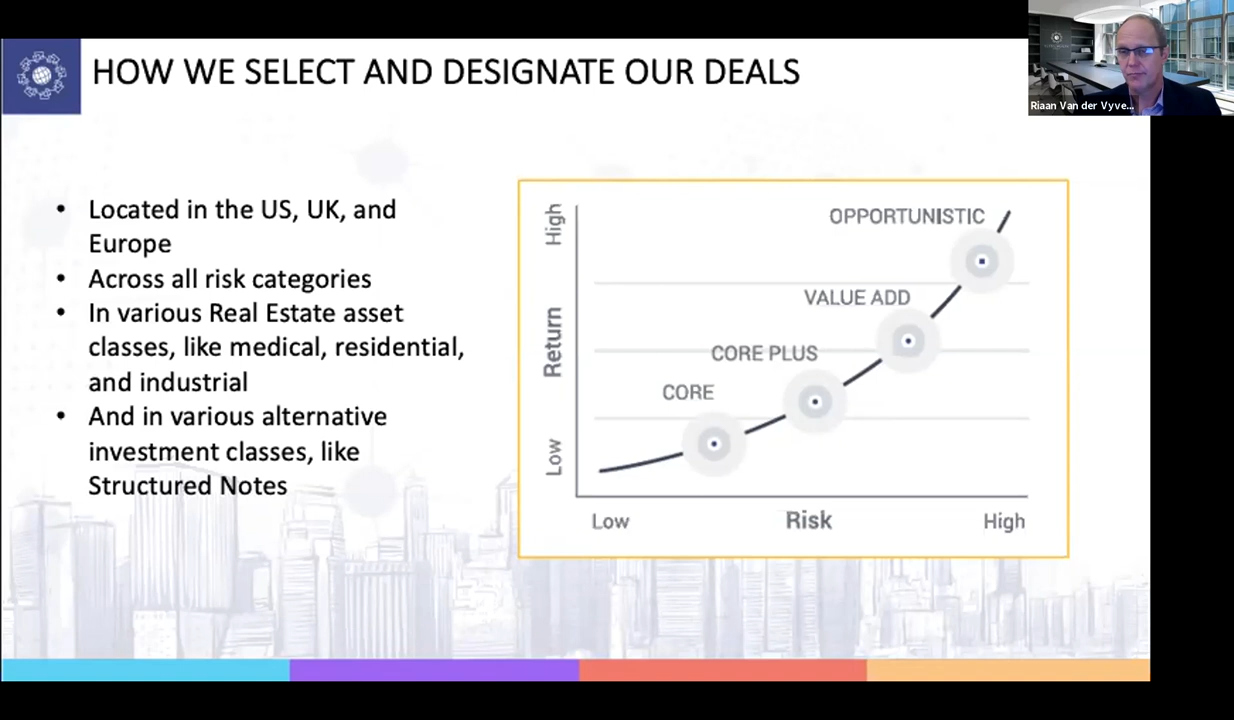 HOW WE SELECT AND DESIGNATE OUR DEALS
Riaan Van der Vyve...
• Located in the US, UK, and
Europe
• Across all risk categories
• In various Real Estate asset
classes, like medical, residential,
and industrial
• And in various alternative
investment classes, like
Structured Notes
High
Return
Low
OPPORTUNISTIC
VALUE ADD
CORE PLUS
CORE
Low
Risk
High